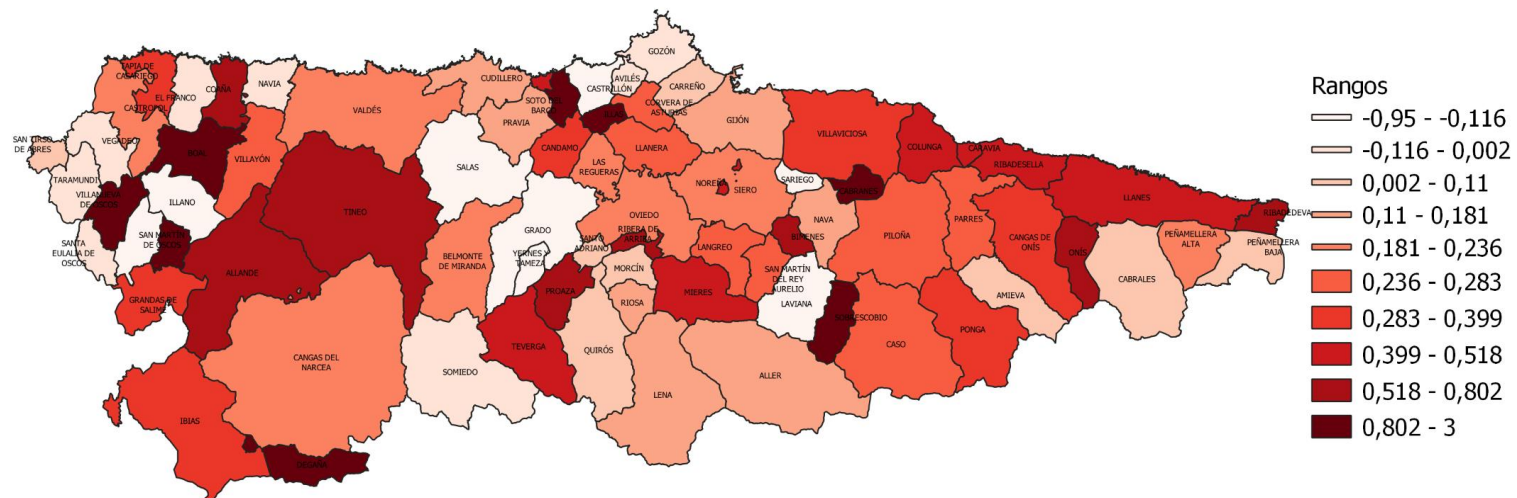 GOZÓN
AVILÉS
CASTRILLÓN
CARREÑO
CORVERA DE
ASTURIAS
TAPIA DE
CASARIEGO
EL FRANCO
COAÑA
NAVIA
CASTROPOL
VALDÉS
CUDILLERO
SOTO DEL
BARCO
PRAVIA
ILLAS
GIJÓN
VILLAVICIOSA
COLUNGA
CARAVIA
RIBADESELLA
LLANES
RIBADEDEVA
SAN TIRSO
DE ABRES
VEGADEO
BOAL
VILLAYÓN
SALAS
CANDAMO
LLANERA
LAS
REGUERAS
NOREÑA
SIERO
SARIEGO
CABRANES
TARAMUNDI
VILLANUEVA
DE OSCOS
ILLANO
TINEO
GRADO
OVIEDO
RIBERA DE
ARRIBA
NAVA
BIMENES
PILOÑA
PARRES
CANGAS DE
ONÍS
ONÍS
PEÑAMELLERA
ALTA
PEÑAMELLERA
BAJA
CABRALES
SANTA
EULALIA DE
OSCOS
SAN MARTÍN
DE OSCOS
ALLANDE
BELMONTE
DE MIRANDA
YERNES Y
TAMEZA
SANTO
ADRIANO
LANGREO
SAN MARTÍN
DEL REY
AURELIO
MORCÍN
PROAZA
RIOSA
MIERES
LAVIANA
SOBRESCOBIO
AMIEVA
GRANDAS DE
SALIME
CANGAS DEL
NARCEA
SOMIEDO
TEVERGA
QUIRÓS
LENA
ALLER
CASO
PONGA
IBIAS
DEGAÑA
Rangos
-0,95 - -0,116
-0,116 - 0,002
0,002 - 0,11
0,11 - 0,181
0,181 - 0,236
0,236 - 0,283
0,283 - 0,399
0,399 - 0,518
0,518 - 0,802
0,802 - 3